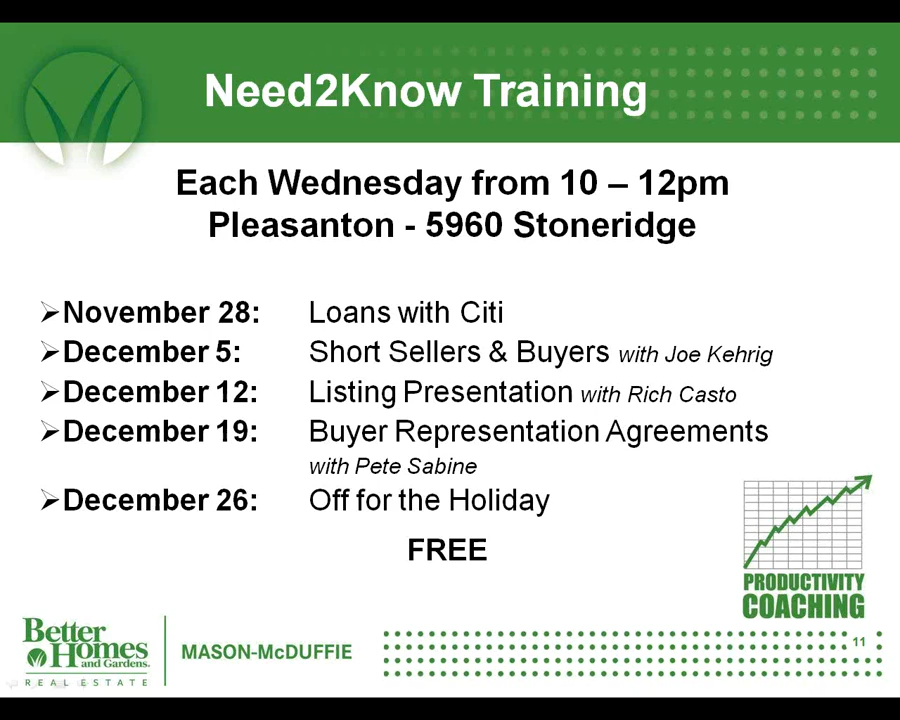 Need2Know Training
Each Wednesday from 10 – 12pm
Pleasanton - 5960 Stoneridge
➢November 28: Loans with Citi
➢December 5: Short Sellers & Buyers with Joe Kehrig
➢December 12: Listing Presentation with Rich Casto
➢December 19: Buyer Representation Agreements
with Pete Sabine
➢December 26: Off for the Holiday
FREE
PRODUCTIVITY
COACHING
Better
Homes
and Gardens.
REAL ESTATE
MASON-McDUFFIE
11